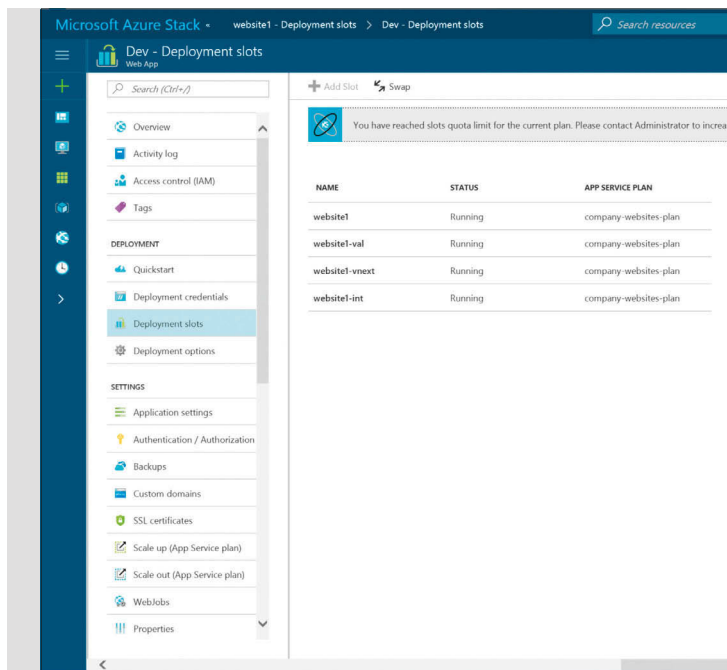 Microsoft Azure Stack website1 - Deployment slots > Dev - Deployment slots Search resources
Dev - Deployment slots
Web App
Search (Ctrl+/)
Overview
Activity log
Access control (IAM)
Tags
DEPLOYMENT
Quickstart
Deployment credentials
Deployment slots
Deployment options
SETTINGS
Application settings
Authentication / Authorization
Backups
Custom domains
SSL certificates
Scale up (App Service plan)
Scale out (App Service plan)
WebJobs
Properties
Add Slot Swap
You have reached slots quota limit for the current plan. Please contact Administrator to increa
NAME STATUS APP SERVICE PLAN
website1 Running company-websites-plan
website1-val Running company-websites-plan
website1-vnext Running company-websites-plan
website1-int Running company-websites-plan